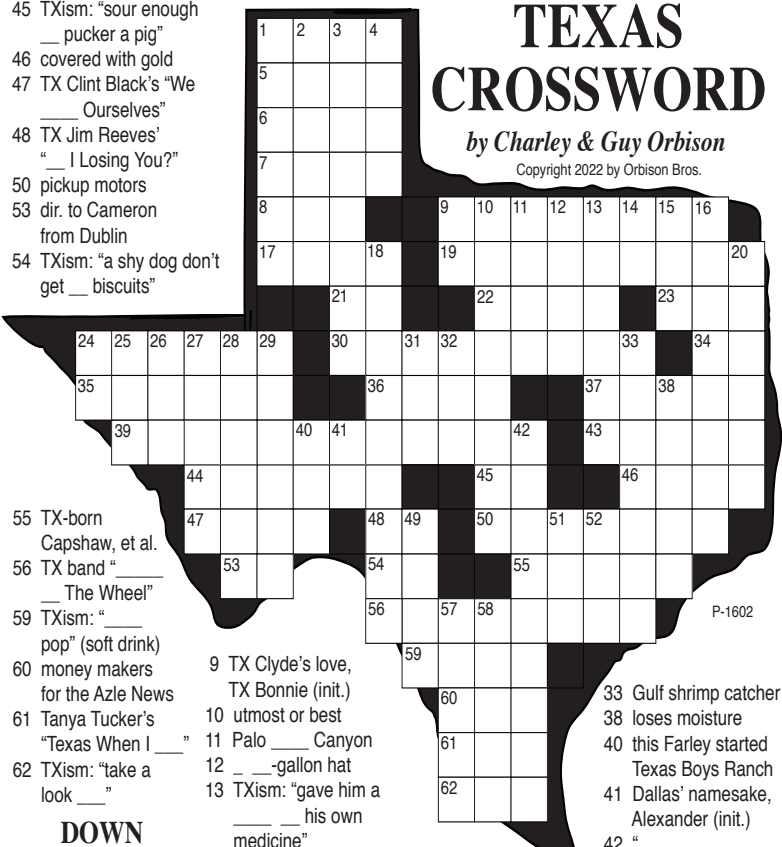 45 TXism: “sour enough
__ pucker a pig”
46 covered with gold
47 TX Clint Black’s “We
____ Ourselves”
48 TX Jim Reeves’
“__ I Losing You?”
50 pickup motors
53 dir. to Cameron
from Dublin
54 TXism: “a shy dog don’t
get __ biscuits”
TEXAS
CROSSWORD
by Charley & Guy Orbison
Copyright 2022 by Orbison Bros.
1 2 3 4
5
6
7
8 9 10 11 12 13 14 15 16
17 18 19 20
21 22 23
24 25 26 27 28 29 30 31 32 33 34
35 36 37 38
39 40 41 42 43
44 45 46
47 48 49 50 51 52
53 54 55
56 57 58
59
60
61
62
P-1602
55 TX-born
Capshaw, et al.
56 TX band “_____
__ The Wheel”
59 TXism: “____
pop” (soft drink)
60 money makers
for the Azle News
61 Tanya Tucker’s
“Texas When I ___”
62 TXism: “take a
look ___”
DOWN
9 TX Clyde’s love,
TX Bonnie (init.)
10 utmost or best
11 Palo ____ Canyon
12 _ __-gallon hat
13 TXism: “gave him a
____ __ his own
medicine”
33 Gulf shrimp catcher
38 loses moisture
40 this Farley started
Texas Boys Ranch
41 Dallas’ namesake,
Alexander (init.)
42 “